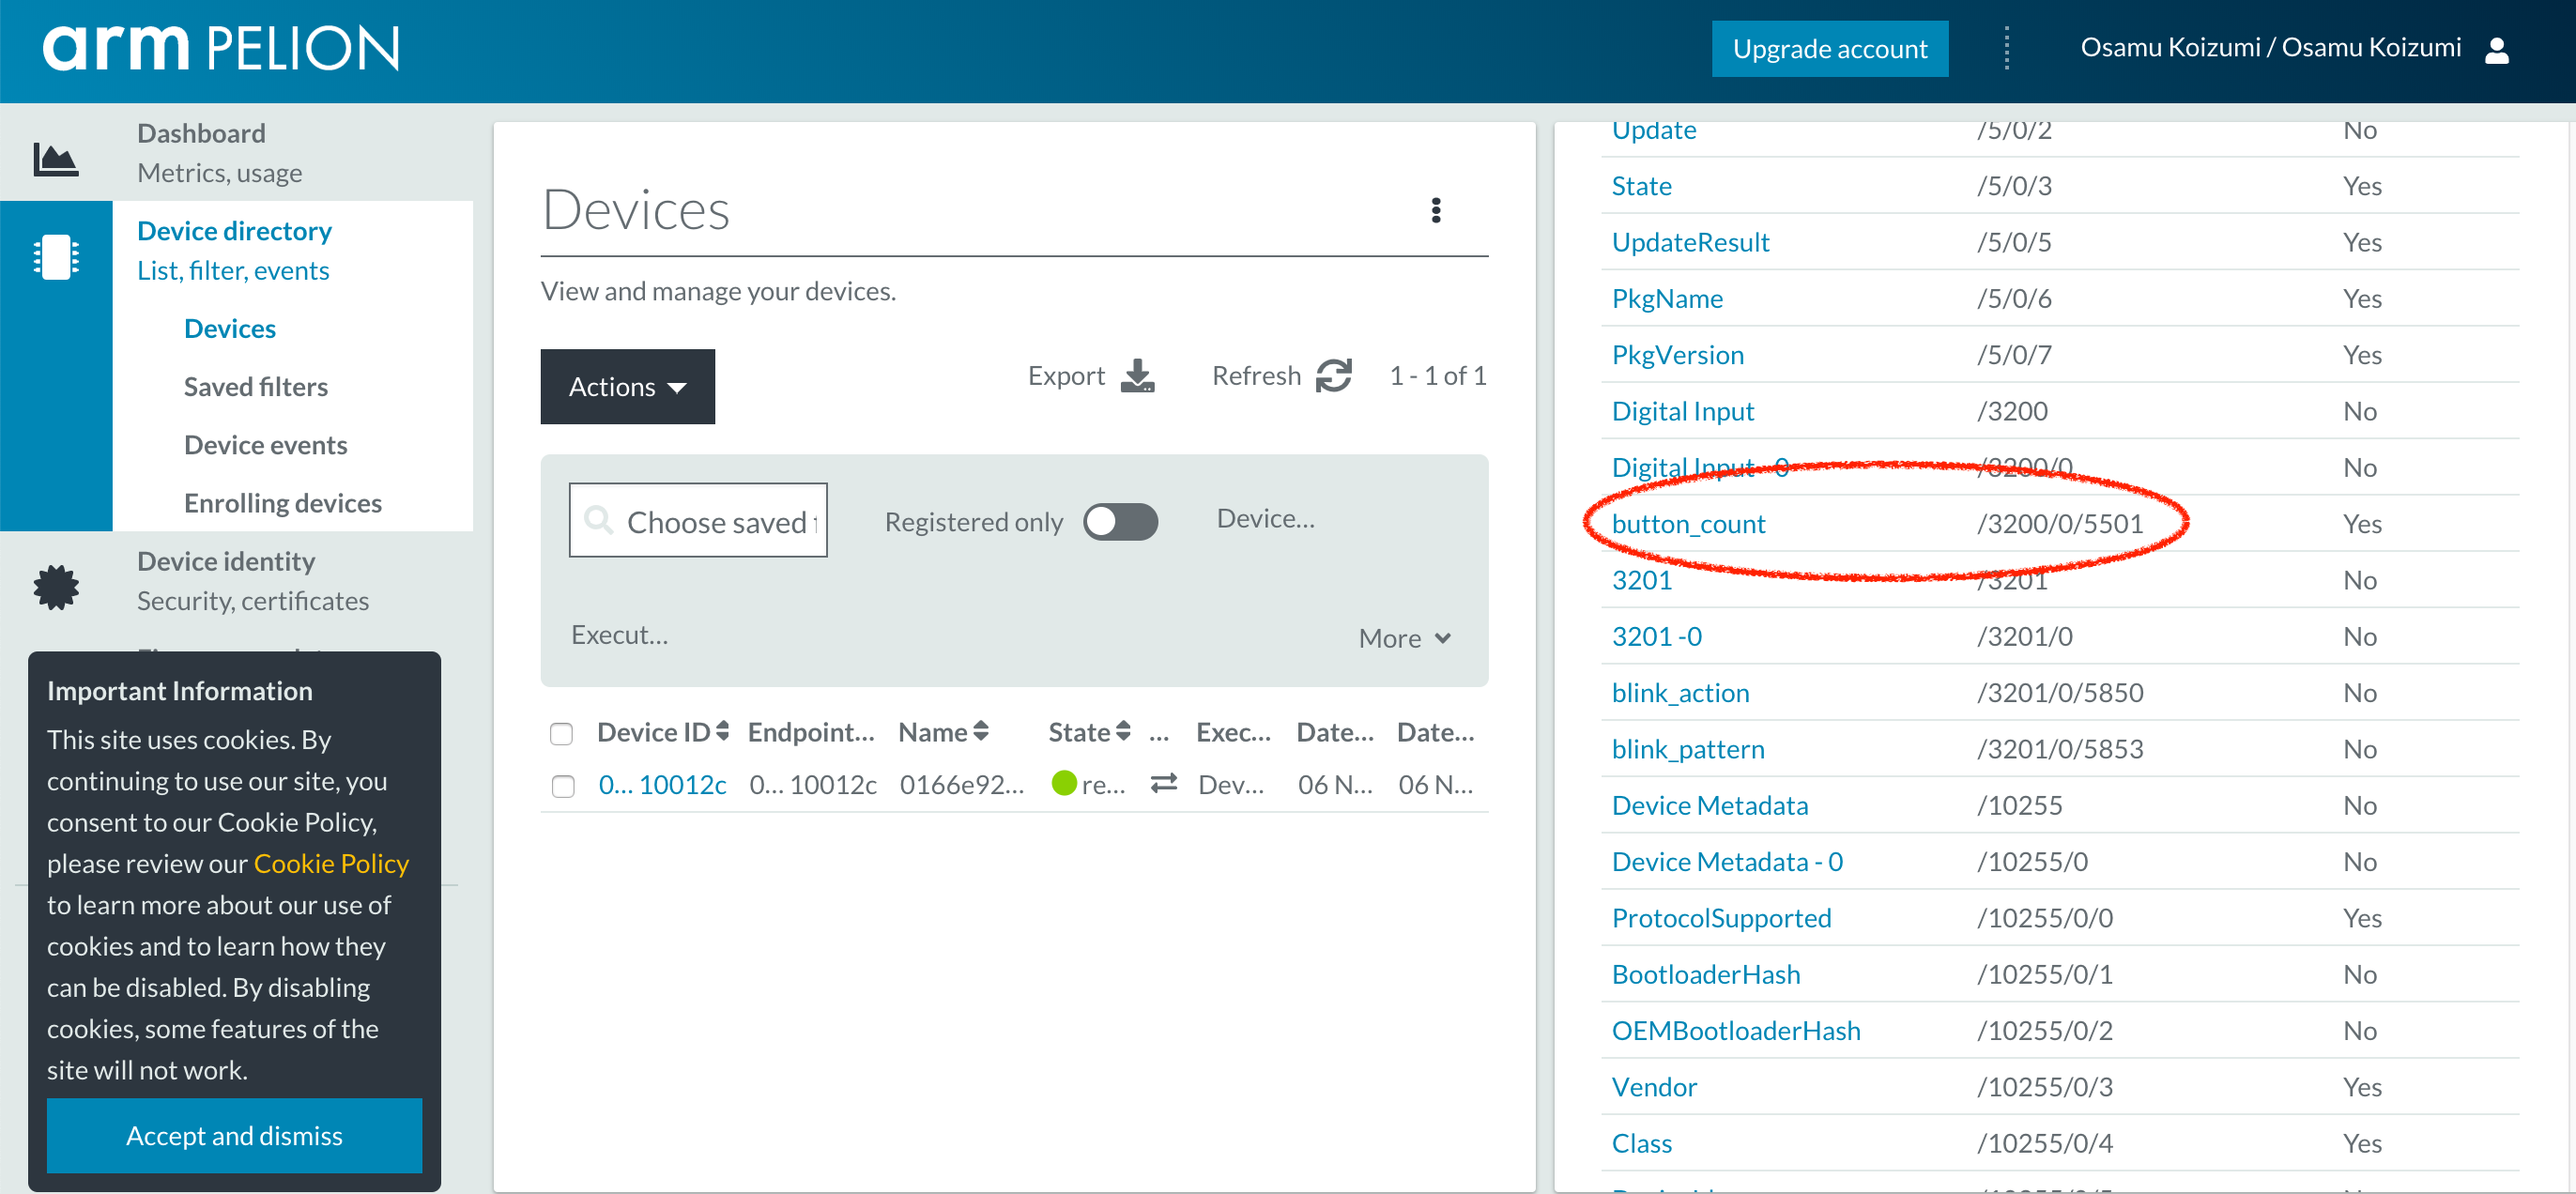 arm PELION
Upgrade account
Osamu Koizumi / Osamu Koizumi
Dashboard
Metrics, usage
Device directory
List, filter, events
Devices
Saved filters
Device events
Enrolling devices
Device identity
Security, certificates
Important Information
This site uses cookies. By
continuing to use our site, you
consent to our Cookie Policy,
please review our Cookie Policy
to learn more about our use of
cookies and to learn how they
can be disabled. By disabling
cookies, some features of the
site will not work.
Accept and dismiss
Devices
View and manage your devices.
Actions
Export
Refresh
1 - 1 of 1
Choose saved
Registered only
Device...
Execut...
More
Device ID Endpoint... Name State ... Exec... Date... Date...
0... 10012c 0... 10012c 0166e92... re... Dev... 06 N... 06 N...
Update /5/0/2 No
State /5/0/3 Yes
UpdateResult /5/0/5 Yes
PkgName /5/0/6 Yes
PkgVersion /5/0/7 Yes
Digital Input /3200 No
Digital Input - 0 /3200/0 No
button_count /3200/0/5501 Yes
3201 /3201 No
3201 -0 /3201/0 No
blink_action /3201/0/5850 No
blink_pattern /3201/0/5853 No
Device Metadata /10255 No
Device Metadata - 0 /10255/0 No
ProtocolSupported /10255/0/0 Yes
BootloaderHash /10255/0/1 No
OEMBootloaderHash /10255/0/2 No
Vendor /10255/0/3 Yes
Class /10255/0/4 Yes